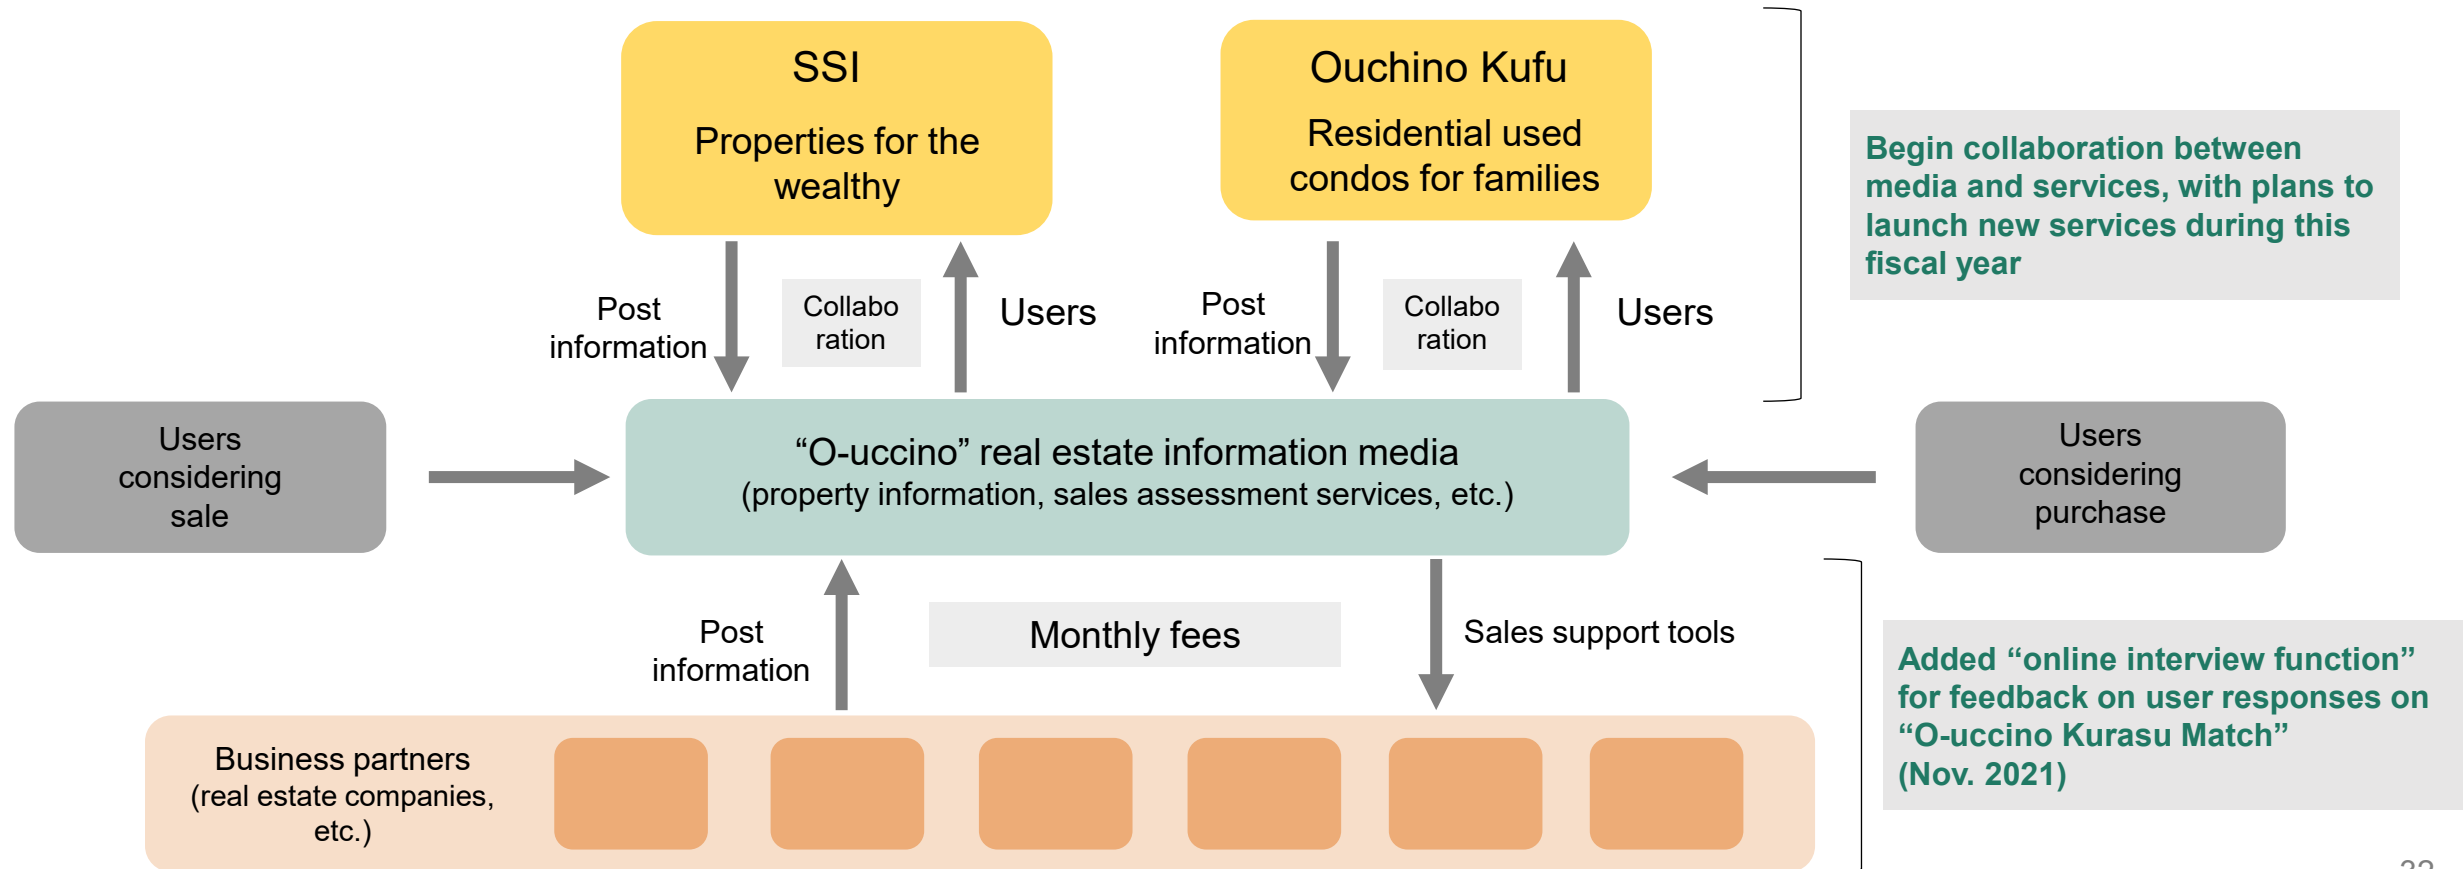 SSI
Properties for the
wealthy
Ouchino Kufu
Residential used
condos for families
Begin collaboration between
media and services, with plans to
launch new services during this
fiscal year
Post
information
Collabo
ration
Users
Post
information
Collabo
ration
Users
Users
considering
sale
“O-uccino” real estate information media
(property information, sales assessment services, etc.)
Users
considering
purchase
Post
information
Monthly fees
Sales support tools
Added “online interview function”
for feedback on user responses on
“O-uccino Kurasu Match”
(Nov. 2021)
Business partners
(real estate companies,
etc.)